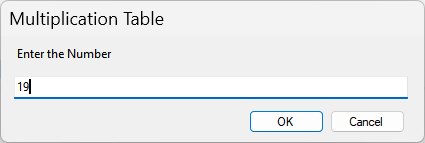 Multiplication Table
Enter the Number
19
OK
Cancel